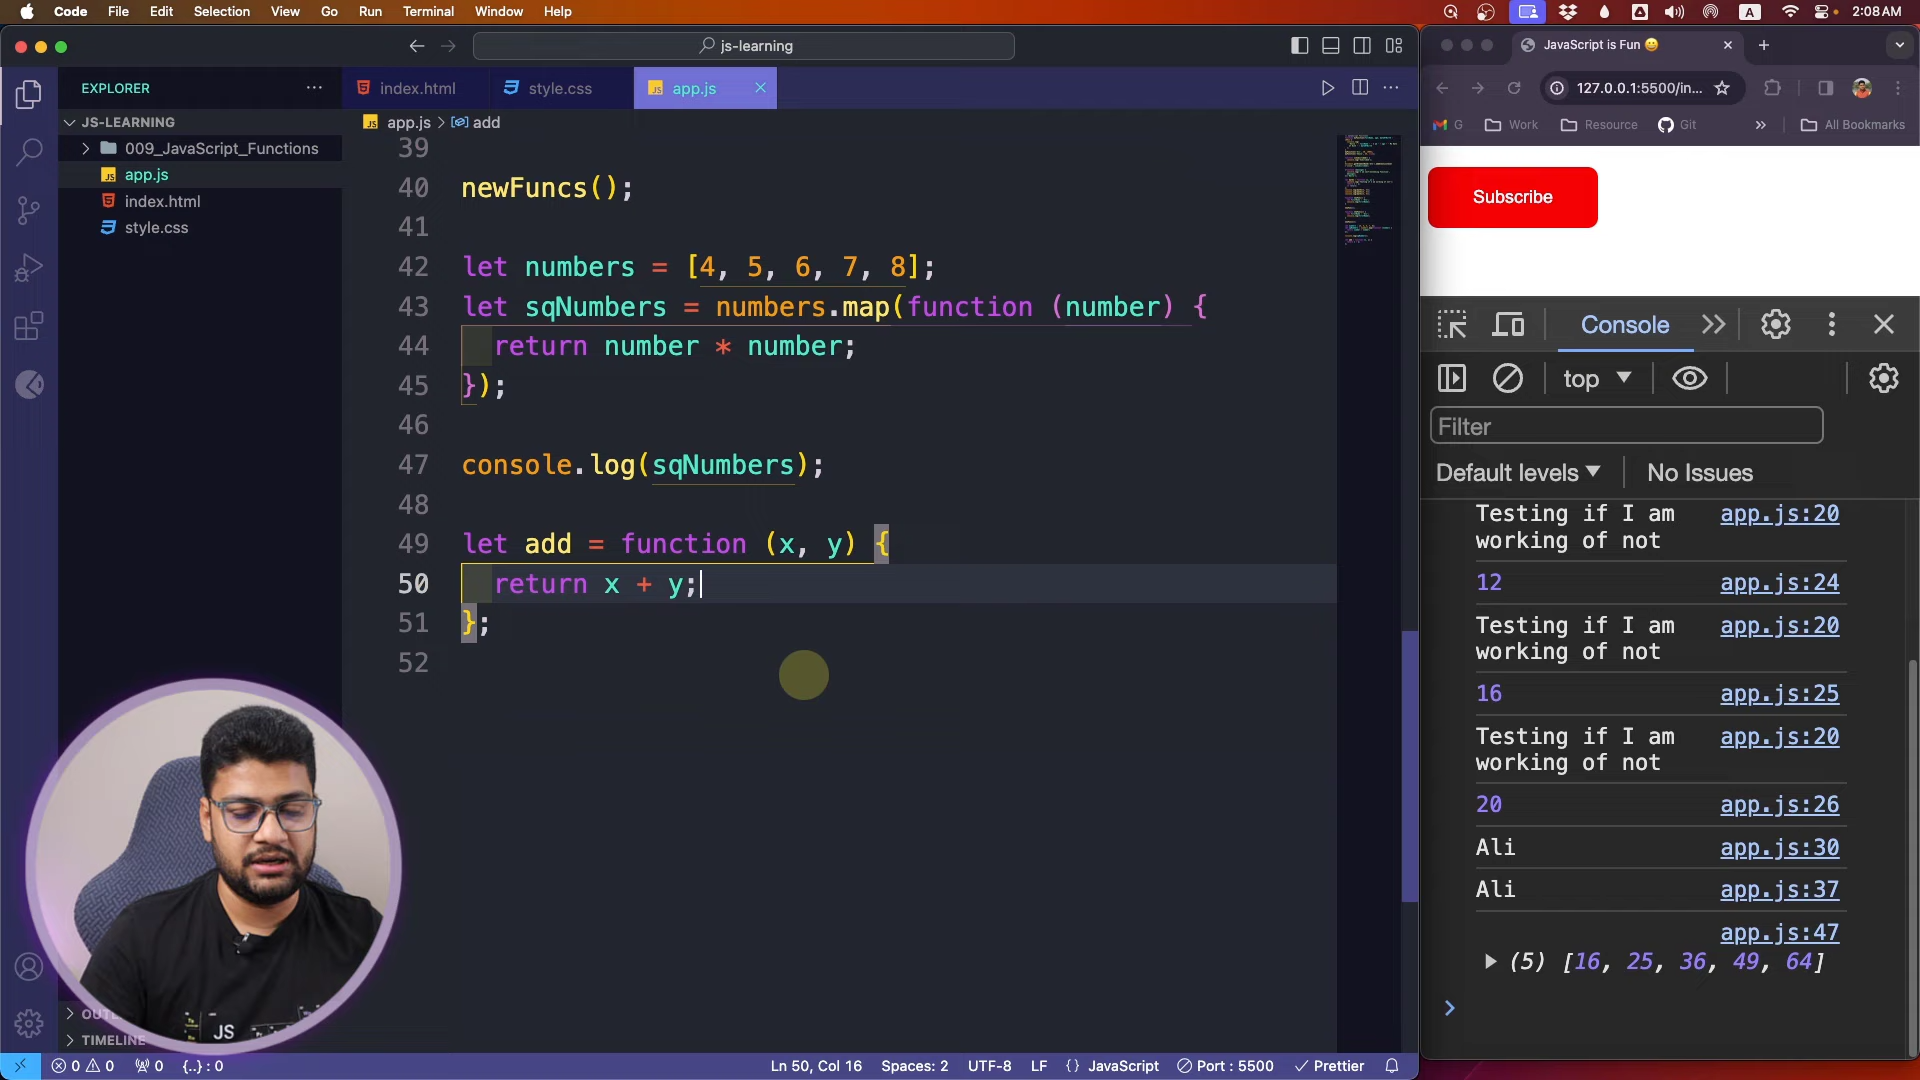 Code File Edit Selection View Go Run Terminal Window Help
A 2:08 AM
js-learning
EXPLORER
JS-LEARNING
009_JavaScript_Functions
JS app.js
index.html
style.css
index.html
style.css
JS app.js
JS app.js > add
39
40 newFuncs();
41
42 let numbers = [4, 5, 6, 7, 8];
43 let sqNumbers = numbers.map(function (number) {
44 return number * number;
45 });
46
47 console.log(sqNumbers);
48
49 let add = function (x, y) {
50 return x + y;
51 };
52
TIMELINE
JS
0 0 0 {..} : 0
Ln 50, Col 16 Spaces: 2 UTF-8 LF {} JavaScript Port : 5500 Prettier
JavaScript is Fun 😀
127.0.0.1:5500/in...
G Work Resource Git » All Bookmarks
Subscribe
Console
top
Filter
Default levels No Issues
Testing if I am app.js:20
working of not
12 app.js:24
Testing if I am app.js:20
working of not
16 app.js:25
Testing if I am app.js:20
working of not
20 app.js:26
Ali app.js:30
Ali app.js:37
app.js:47
(5) [16, 25, 36, 49, 64]